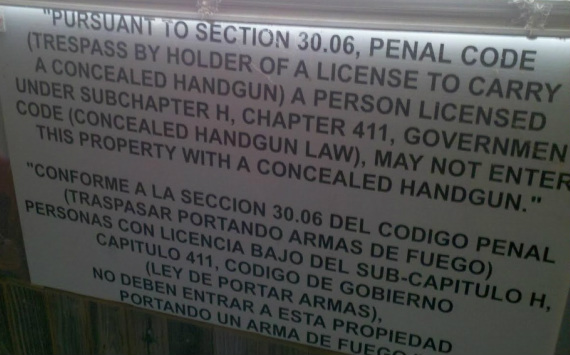 "PURSUANT TO SECTION 30.06, PENAL CODE
(TRESPASS BY HOLDER OF A LICENSE TO CARRY
A CONCEALED HANDGUN) A PERSON LICENSED
UNDER SUBCHAPTER H, CHAPTER 411, GOVERNMEN
CODE (CONCEALED HANDGUN LAW), MAY NOT ENTER
THIS PROPERTY WITH A CONCEALED HANDGUN."
"CONFORME A LA SECCION 30.06 DEL CODIGO PENAL
(TRASPASAR PORTANDO ARMAS DE FUEGO)
PERSONAS CON LICENCIA BAJO DEL SUB-CAPITULO H,
CAPITULO 411, CODIGO DE GOBIERNO
(LEY DE PORTAR ARMAS),
NO DEBEN ENTRAR A ESTA PROPIEDAD
PORTANDO UN ARMA DE FUEGO